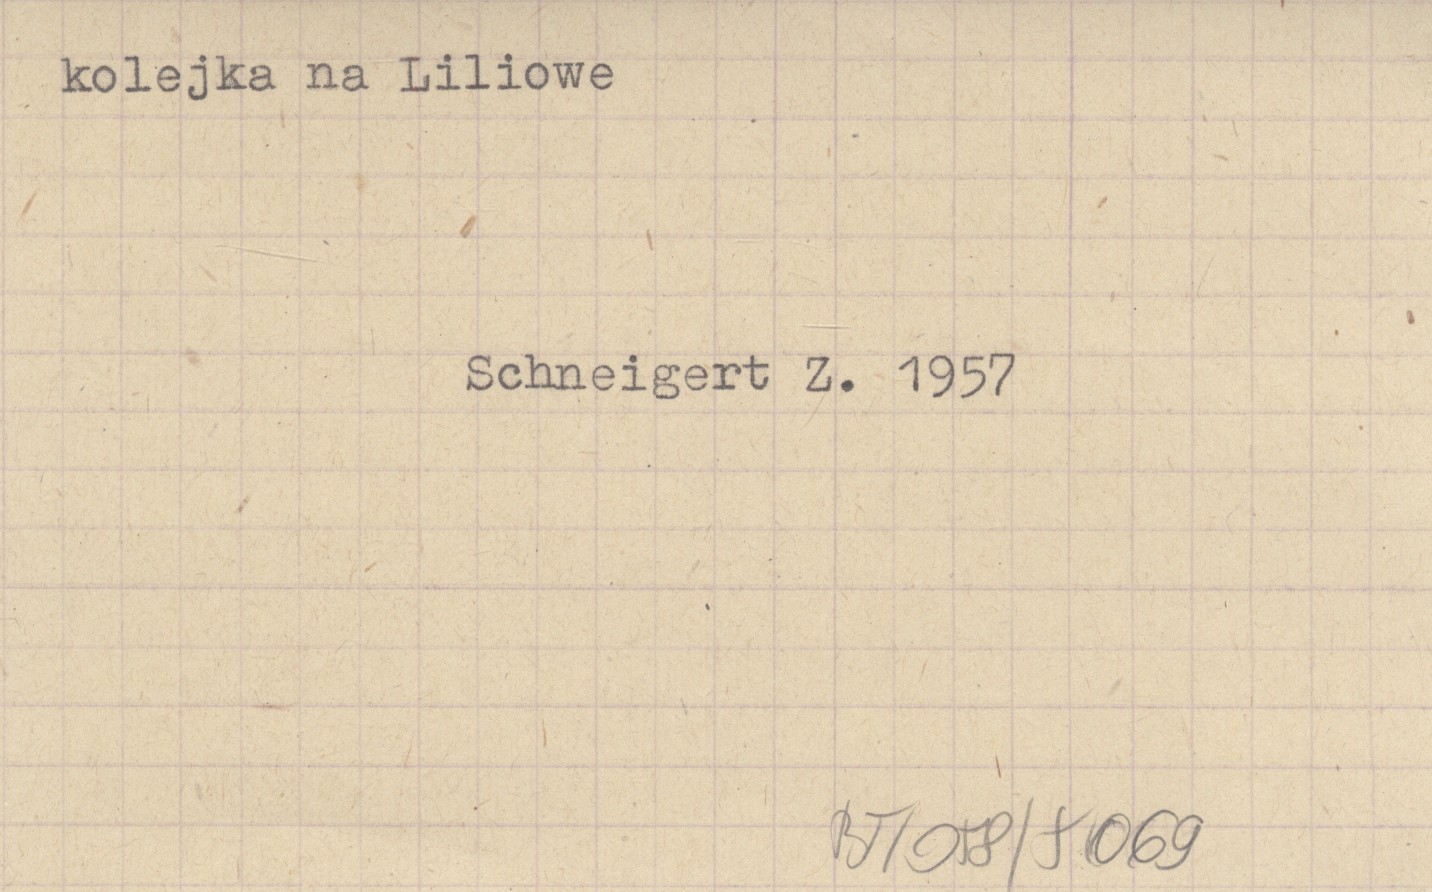 kolejka na Liliowe
Schneigert Z. 1957